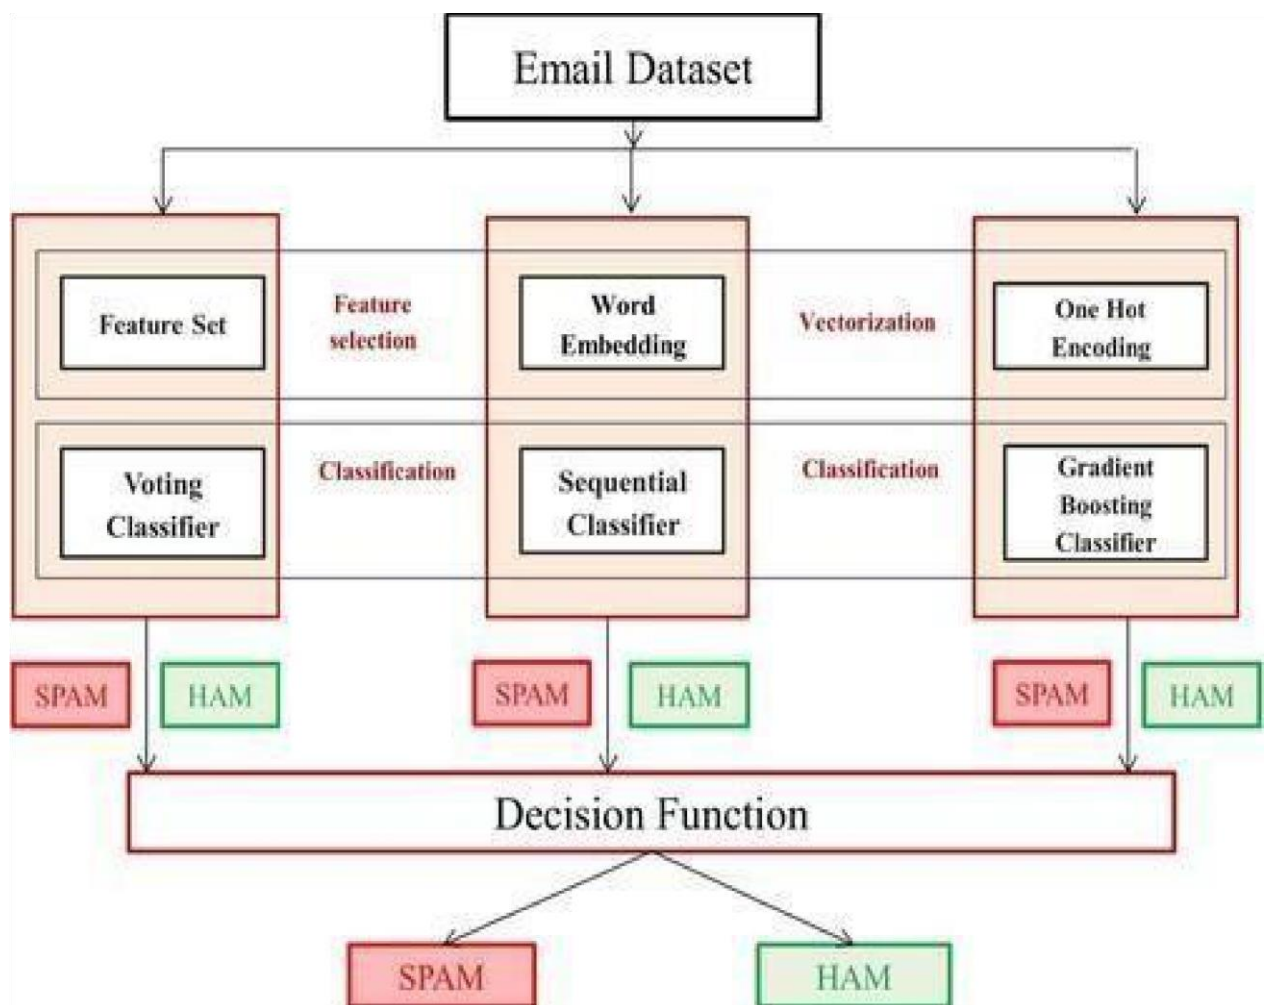 Email Dataset
Feature Set
Feature
selection
Word
Embedding
Vectorization
One Hot
Encoding
Voting
Classifier
Classification
Sequential
Classifier
Classification
Gradient
Boosting
Classifier
SPAM
HAM
SPAM
HAM
SPAM
HAM
Decision Function
SPAM
HAM